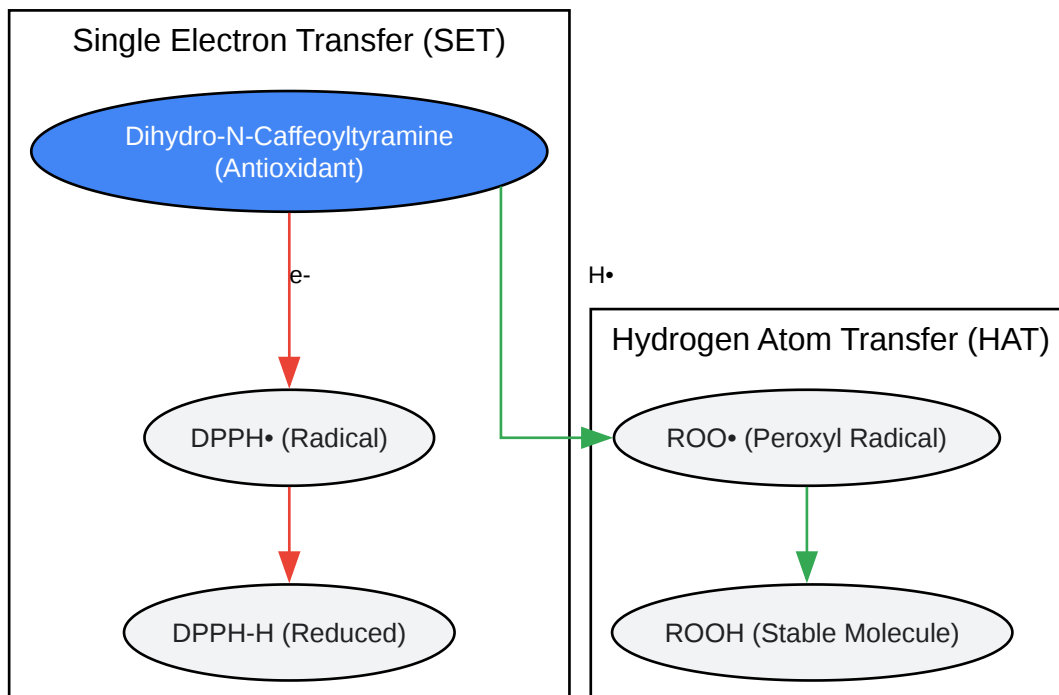 Single Electron Transfer (SET)
Dihydro-N-Caffeoyltyramine
(Antioxidant)
e-
H•
Hydrogen Atom Transfer (HAT)
DPPH• (Radical)
ROO• (Peroxyl Radical)
DPPH-H (Reduced)
ROOH (Stable Molecule)